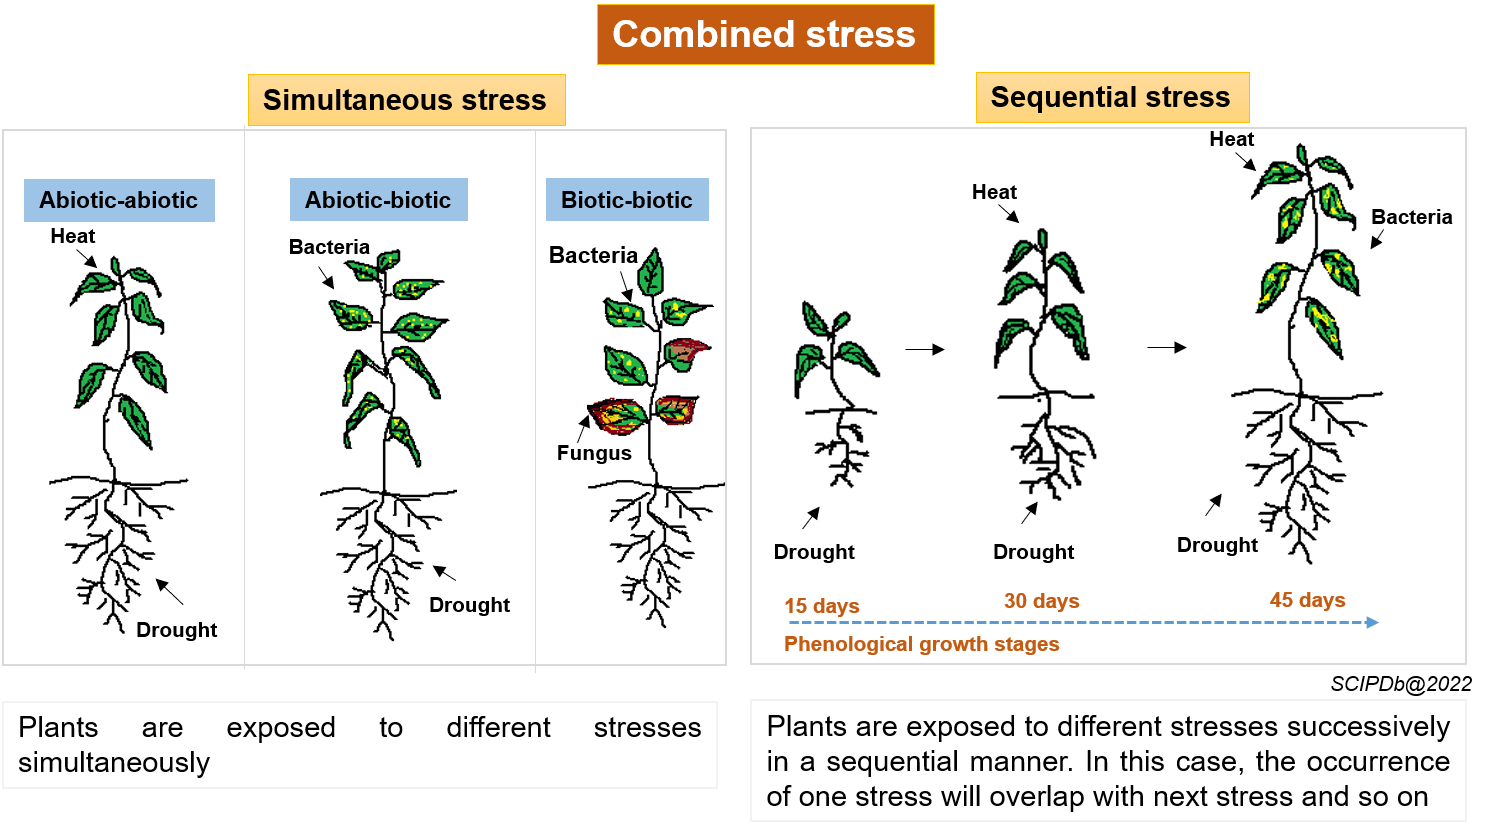 Combined stress
Simultaneous stress
Abiotic-abiotic
Heat
Drought
Abiotic-biotic
Bacteria
Drought
Biotic-biotic
Bacteria
Fungus
Plants are exposed to different stresses
simultaneously
Sequential stress
Drought
15 days
Heat
Drought
30 days
Heat
Bacteria
Drought
45 days
Phenological growth stages
SCIPDb@2022
Plants are exposed to different stresses successively
in a sequential manner. In this case, the occurrence
of one stress will overlap with next stress and so on